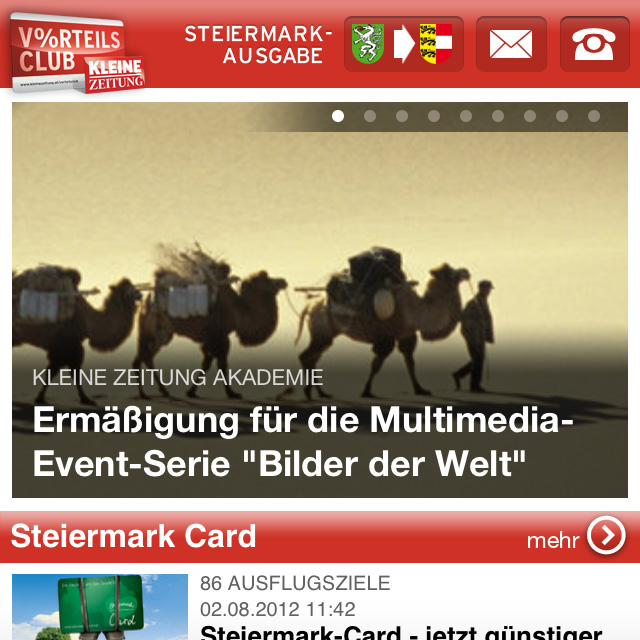 V%RTEILS
CLUB
KLEINE
ZEITUNG
STEIERMARK-
AUSGABE
KLEINE ZEITUNG AKADEMIE
Ermäßigung für die Multimedia-
Event-Serie "Bilder der Welt"
Steiermark Card
mehr
86 AUSFLUGSZIELE
02.08.2012 11:42
Steiermark-Card - jetzt günstiger